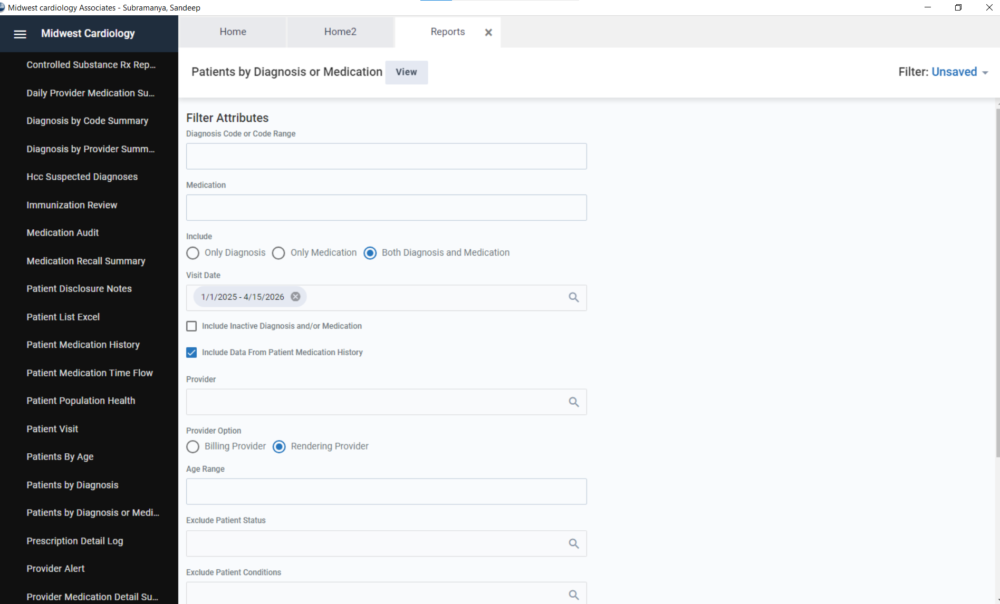 Midwest cardiology Associates - Subramanya, Sandeep
Midwest Cardiology
Home
Home2
Reports
Controlled Substance Rx Rep...
Daily Provider Medication Su...
Diagnosis by Code Summary
Diagnosis by Provider Summ...
Hcc Suspected Diagnoses
Immunization Review
Medication Audit
Medication Recall Summary
Patient Disclosure Notes
Patient List Excel
Patient Medication History
Patient Medication Time Flow
Patient Population Health
Patient Visit
Patients By Age
Patients by Diagnosis
Patients by Diagnosis or Medi...
Prescription Detail Log
Provider Alert
Provider Medication Detail Su...
Patients by Diagnosis or Medication
View
Filter: Unsaved
Filter Attributes
Diagnosis Code or Code Range
Medication
Include
Only Diagnosis
Only Medication
Both Diagnosis and Medication
Visit Date
1/1/2025 - 4/15/2026
Include Inactive Diagnosis and/or Medication
Include Data From Patient Medication History
Provider
Provider Option
Billing Provider
Rendering Provider
Age Range
Exclude Patient Status
Exclude Patient Conditions